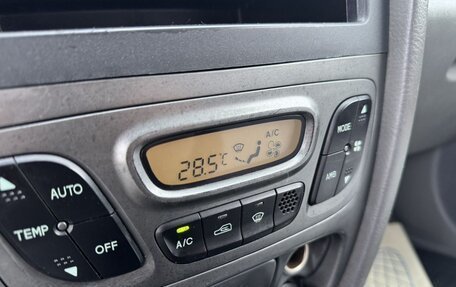 A/C
28.5°C
AUTO
TEMP
OFF
A/C
MODE
AMB